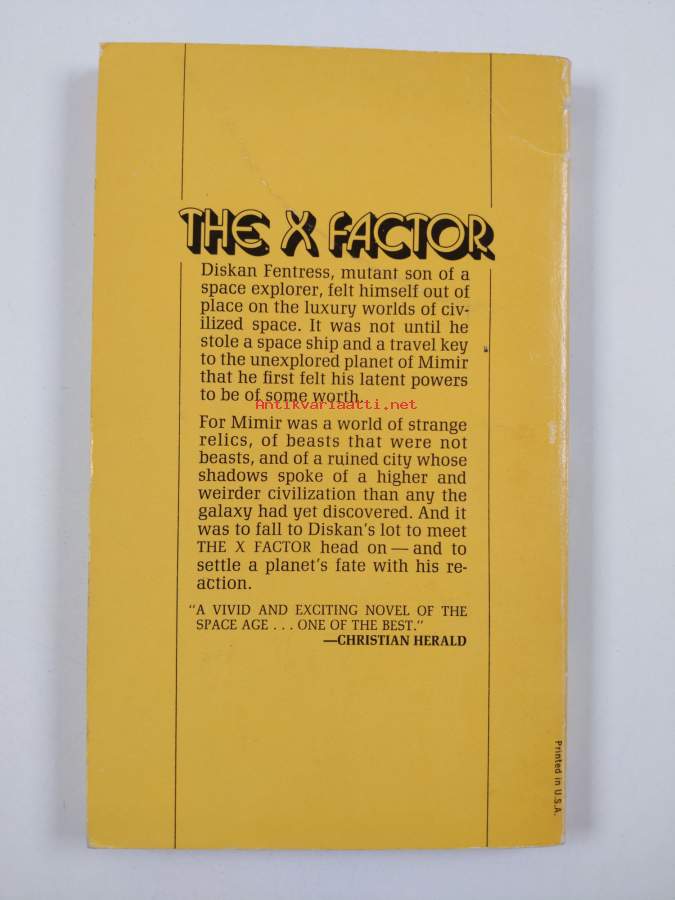 THE X FACTOR
Diskan Fentress, mutant son of a
space explorer, felt himself out of
place on the luxury worlds of civ-
ilized space. It was not until he
stole a space ship and a travel key
to the unexplored planet of Mimir
that he first felt his latent powers
to be of some worth.
Antikvariaatti.net
For Mimir was a world of strange
relics, of beasts that were not
beasts, and of a ruined city whose
shadows spoke of a higher and
weirder civilization than any the
galaxy had yet discovered. And it
was to fall to Diskan's lot to meet
THE X FACTOR head on — and to
settle a planet's fate with his re-
action.
"A VIVID AND EXCITING NOVEL OF THE
SPACE AGE . . . ONE OF THE BEST."
—CHRISTIAN HERALD
Printed in U.S.A.